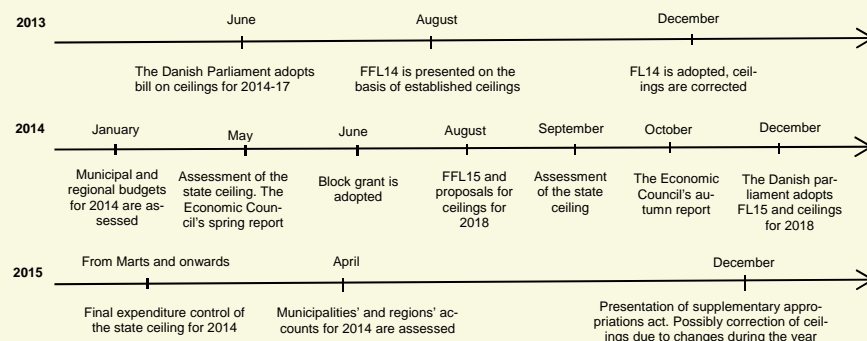 2013
June
August
December
The Danish Parliament adopts
bill on ceilings for 2014-17
FFL14 is presented on the
basis of established ceilings
FL14 is adopted, ceil-
ings are corrected
2014
January
May
June
August
September
October
December
Municipal and
regional budgets
for 2014 are as-
sessed
Assessment of the
state ceiling. The
Economic Coun-
cil's spring report
Block grant is
adopted
FFL15 and
proposals for
ceilings for
2018
Assessment
of the state
ceiling
The Economic
Council's au-
tumn report
The Danish par-
liament adopts
FL15 and ceilings
for 2018
2015
From Marts and onwards
April
December
Final expenditure control of
the state ceiling for 2014
Municipalities' and regions' ac-
counts for 2014 are assessed
Presentation of supplementary appro-
priations act. Possibly correction of ceil-
ings due to changes during the year